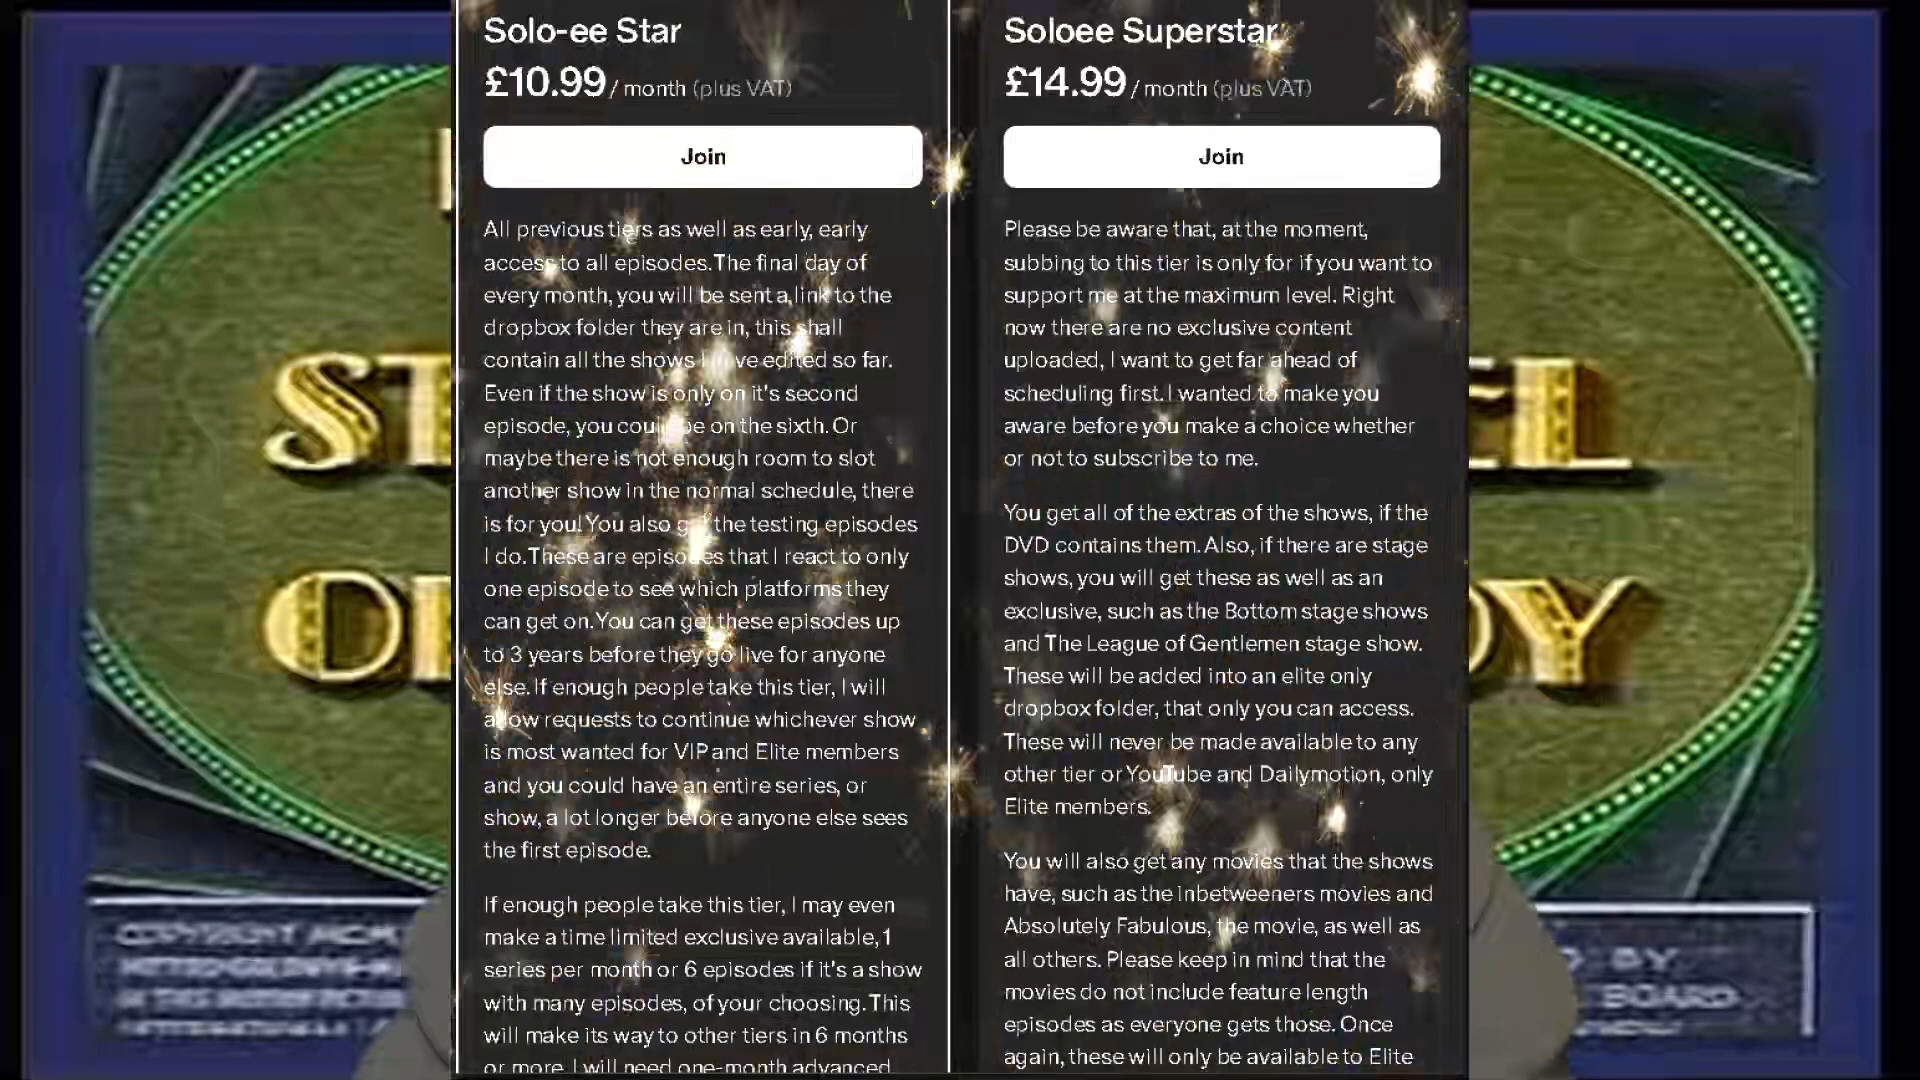 Solo-ee Star
£10.99 / month (plus VAT)
Join
All previous tiers as well as early, early
access to all episodes.The final day of
every month, you will be sent a link to the
dropbox folder they are in, this shall
contain all the shows I have edited so far.
Even if the show is only on it's second
episode, you could be on the sixth. Or
maybe there is not enough room to slot
another show in the normal schedule, there
is for you! You also get the testing episodes
I do.These are episodes that I react to only
one episode to see which platforms they
can get on.You can get these episodes up
to 3 years before they go live for anyone
else. If enough people take this tier, I will
allow requests to continue whichever show
is most wanted for VIP and Elite members
and you could have an entire series, or
show, a lot longer before anyone else sees
the first episode.
If enough people take this tier, I may even
make a time limited exclusive available, 1
series per month or 6 episodes if it's a show
with many episodes, of your choosing. This
will make its way to other tiers in 6 months
or more. I will need one-month advanced
Soloee Superstar
£14.99 / month (plus VAT)
Join
Please be aware that, at the moment,
subbing to this tier is only for if you want to
support me at the maximum level. Right
now there are no exclusive content
uploaded, I want to get far ahead of
scheduling first. I wanted to make you
aware before you make a choice whether
or not to subscribe to me.
You get all of the extras of the shows, if the
DVD contains them. Also, if there are stage
shows, you will get these as well as an
exclusive, such as the Bottom stage shows
and The League of Gentlemen stage show.
These will be added into an elite only
dropbox folder, that only you can access.
These will never be made available to any
other tier or YouTube and Dailymotion, only
Elite members.
You will also get any movies that the shows
have, such as the inbetweeners movies and
Absolutely Fabulous, the movie, as well as
all others. Please keep in mind that the
movies do not include feature length
episodes as everyone gets those. Once
again, these will only be available to Elite
BY
BOARD